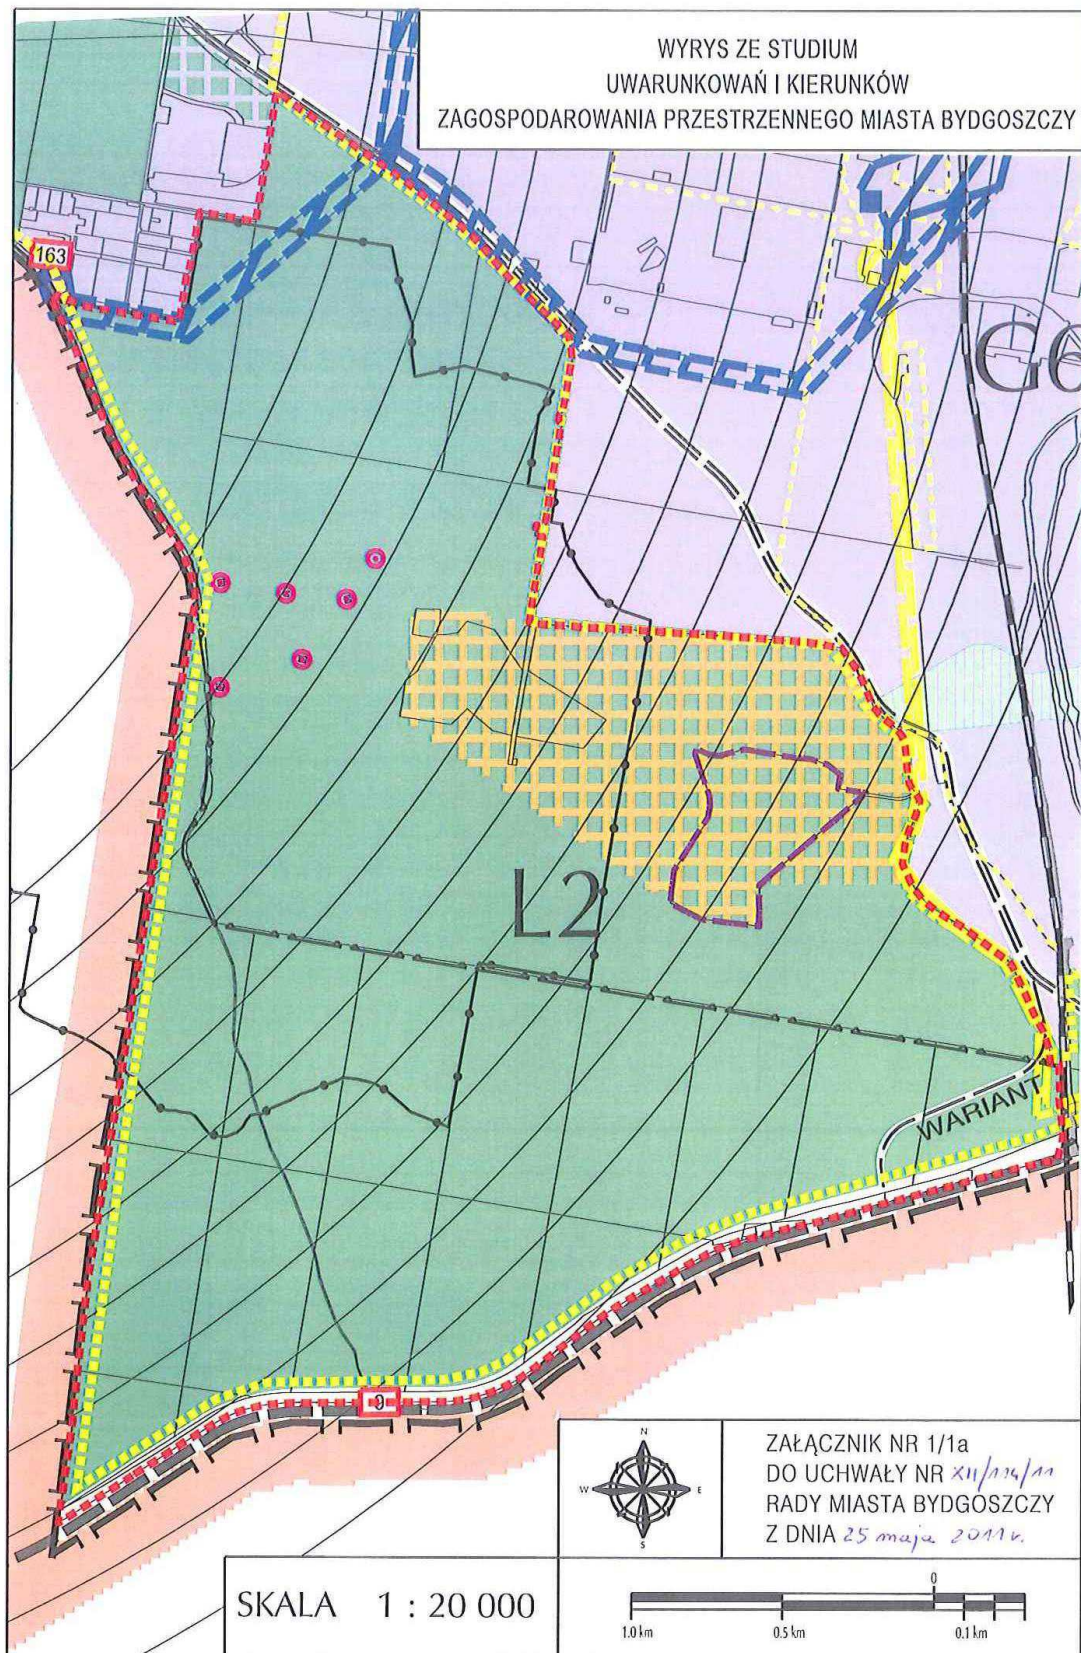 WYRYS ZE STUDIUM
UWARUNKOWAŃ I KIERUNKÓW
ZAGOSPODAROWANIA PRZESTRZENNEGO MIASTA BYDGOSZCZY
163
G6
L2
WARIANT
9
N
W E
S
ZAŁĄCZNIK NR 1/1a
DO UCHWAŁY NR XII/114/11
RADY MIASTA BYDGOSZCZY
Z DNIA 25 maja 2011 r.
SKALA 1 : 20 000
0
1.0 km 0.5 km 0.1 km